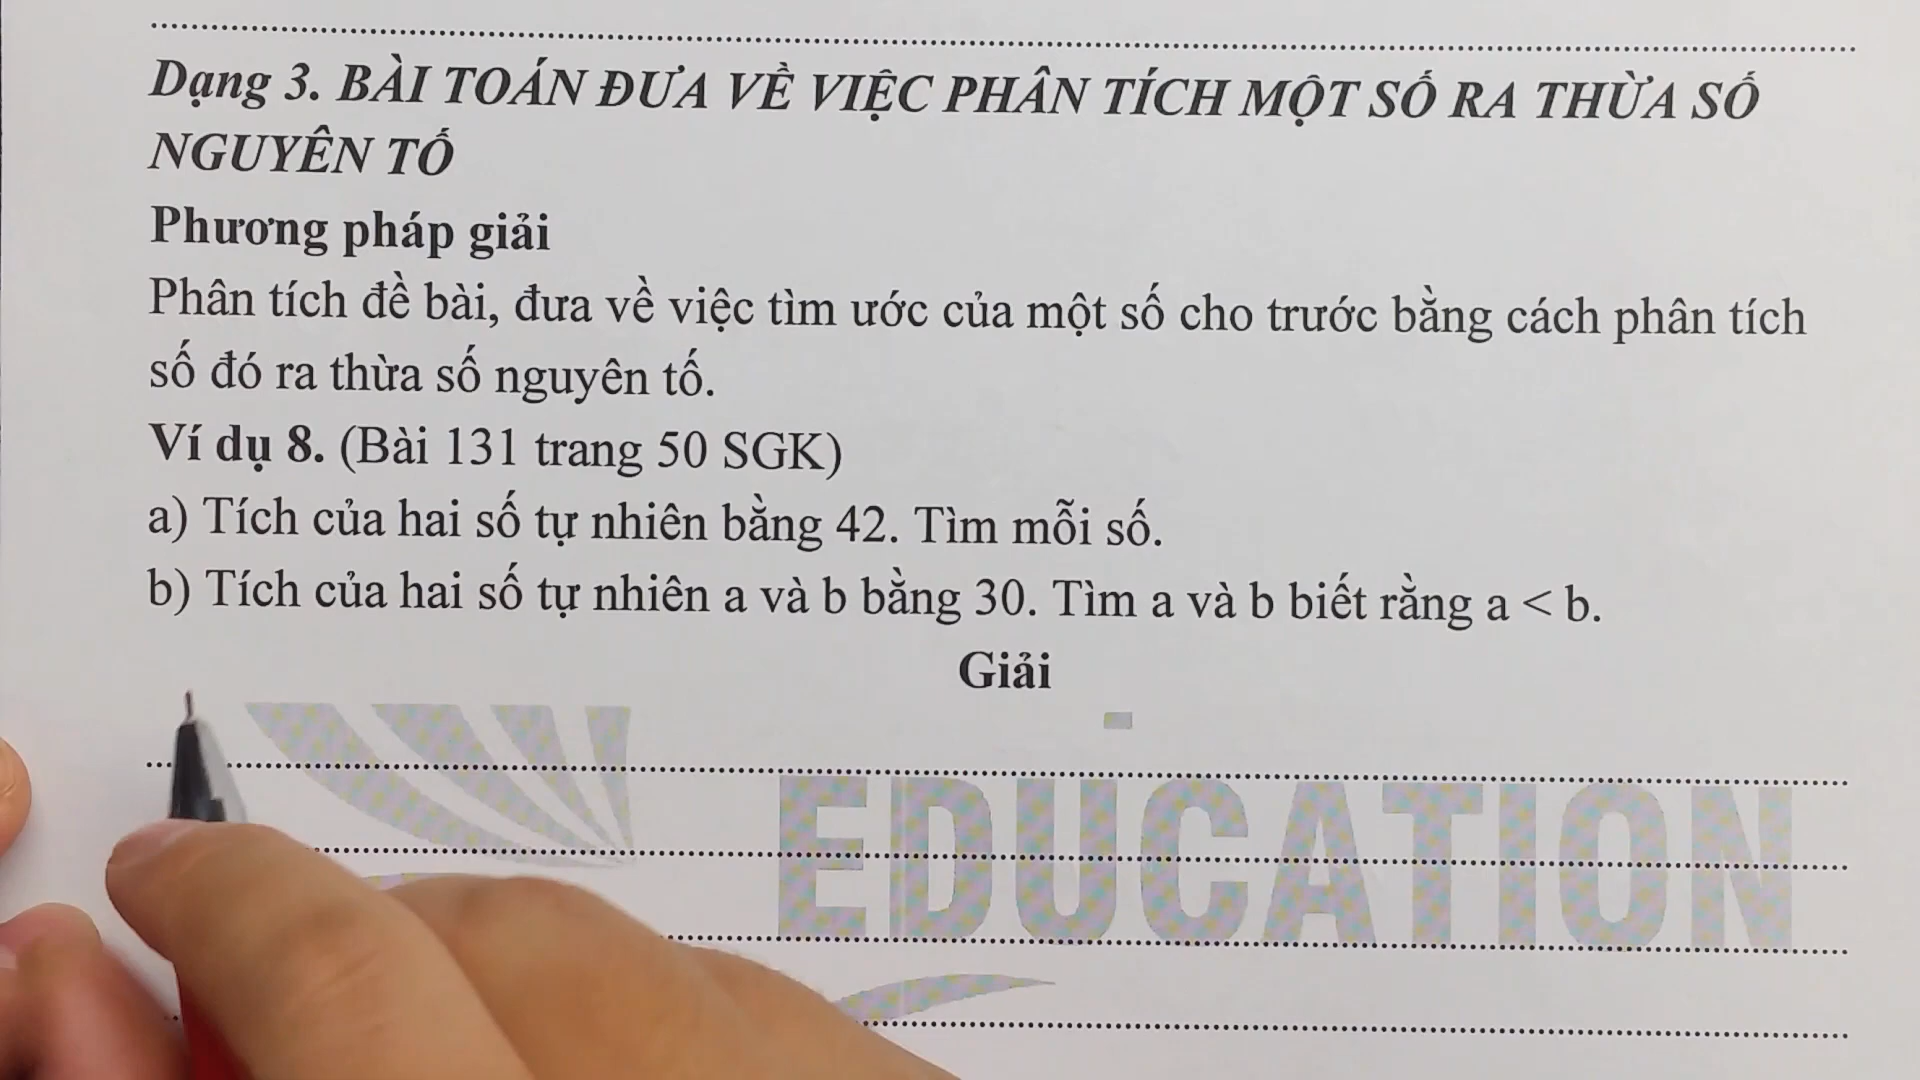 Dạng 3. BÀI TOÁN ĐƯA VỀ VIỆC PHÂN TÍCH MỘT SỐ RA THỪA SỐ
NGUYÊN TỐ
Phương pháp giải
Phân tích đề bài, đưa về việc tìm ước của một số cho trước bằng cách phân tích
số đó ra thừa số nguyên tố.
Ví dụ 8. (Bài 131 trang 50 SGK)
a) Tích của hai số tự nhiên bằng 42. Tìm mỗi số.
b) Tích của hai số tự nhiên a và b bằng 30. Tìm a và b biết rằng a < b.
Giải
EDUCATION